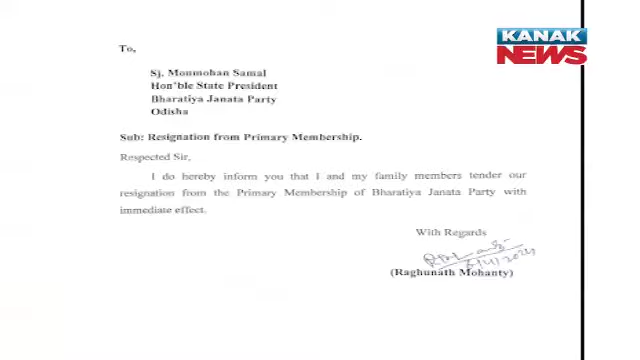 KANAK
NEWS
To,
Sj. Monmohan Samal
Hon'ble State President
Bharatiya Janata Party
Odisha
Sub: Resignation from Primary Membership.
Respected Sir,
I do hereby inform you that I and my family members tender our
resignation from the Primary Membership of Bharatiya Janata Party with
immediate effect.
With Regards
(Raghunath Mohanty)